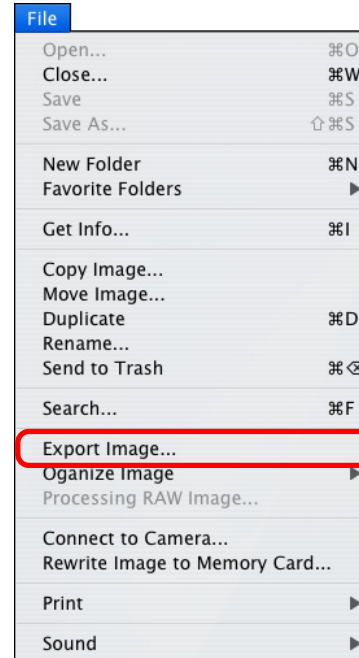 File
Open... ⌘O
Close... ⌘W
Save ⌘S
Save As... ⇧⌘S
New Folder ⌘N
Favorite Folders ▶
Get Info... ⌘I
Copy Image...
Move Image...
Duplicate ⌘D
Rename...
Send to Trash ⌘⌫
Search... ⌘F
Export Image...
Oganize Image ▶
Processing RAW Image...
Connect to Camera...
Rewrite Image to Memory Card...
Print ▶
Sound ▶